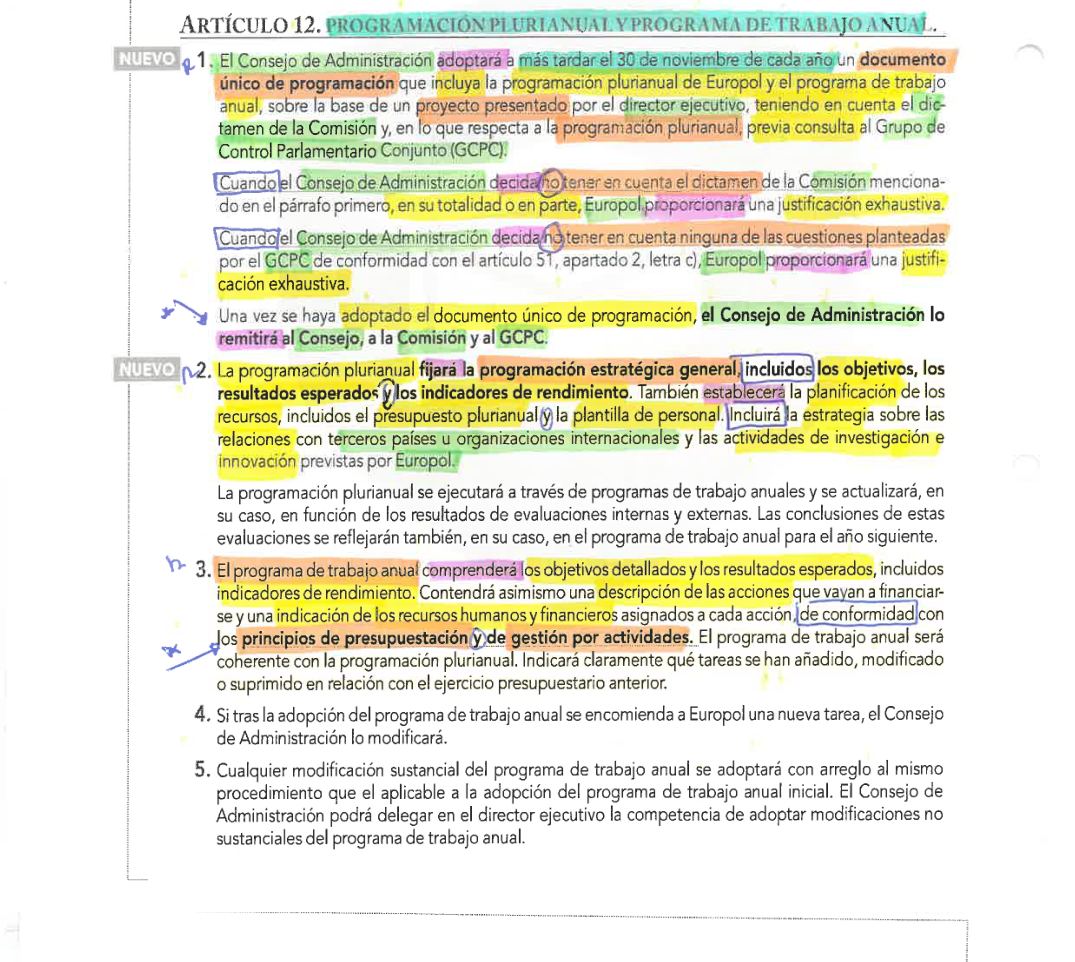 ARTÍCULO 12. PROGRAMACIÓN PLURIANUAL Y PROGRAMA DE TRABAJO ANUAL.
NUEVO 1. El Consejo de Administración adoptará a más tardar el 30 de noviembre de cada año un documento
único de programación que incluya la programación plurianual de Europol y el programa de trabajo
anual, sobre la base de un proyecto presentado por el director ejecutivo, teniendo en cuenta el dic-
tamen de la Comisión y, en lo que respecta a la programación plurianual, previa consulta al Grupo de
Control Parlamentario Conjunto (GCPC).
Cuando el Consejo de Administración decida no tener en cuenta el dictamen de la Comisión menciona-
do en el párrafo primero, en su totalidad o en parte, Europol proporcionará una justificación exhaustiva.
Cuando el Consejo de Administración decida no tener en cuenta ninguna de las cuestiones planteadas
por el GCPC de conformidad con el artículo 51, apartado 2, letra c), Europol proporcionará una justifi-
cación exhaustiva.
Una vez se haya adoptado el documento único de programación, el Consejo de Administración lo
remitirá al Consejo, a la Comisión y al GCPC.
NUEVO 2. La programación plurianual fijará la programación estratégica general, incluidos los objetivos, los
resultados esperados y los indicadores de rendimiento. También establecerá la planificación de los
recursos, incluidos el presupuesto plurianual y la plantilla de personal. Incluirá la estrategia sobre las
relaciones con terceros países u organizaciones internacionales y las actividades de investigación e
innovación previstas por Europol.
La programación plurianual se ejecutará a través de programas de trabajo anuales y se actualizará, en
su caso, en función de los resultados de evaluaciones internas y externas. Las conclusiones de estas
evaluaciones se reflejarán también, en su caso, en el programa de trabajo anual para el año siguiente.
3. El programa de trabajo anual comprenderá los objetivos detallados y los resultados esperados, incluidos
indicadores de rendimiento. Contendrá asimismo una descripción de las acciones que vayan a financiar-
se y una indicación de los recursos humanos y financieros asignados a cada acción, de conformidad con
los principios de presupuestación y de gestión por actividades. El programa de trabajo anual será
coherente con la programación plurianual. Indicará claramente qué tareas se han añadido, modificado
o suprimido en relación con el ejercicio presupuestario anterior.
4. Si tras la adopción del programa de trabajo anual se encomienda a Europol una nueva tarea, el Consejo
de Administración lo modificará.
5. Cualquier modificación sustancial del programa de trabajo anual se adoptará con arreglo al mismo
procedimiento que el aplicable a la adopción del programa de trabajo anual inicial. El Consejo de
Administración podrá delegar en el director ejecutivo la competencia de adoptar modificaciones no
sustanciales del programa de trabajo anual.